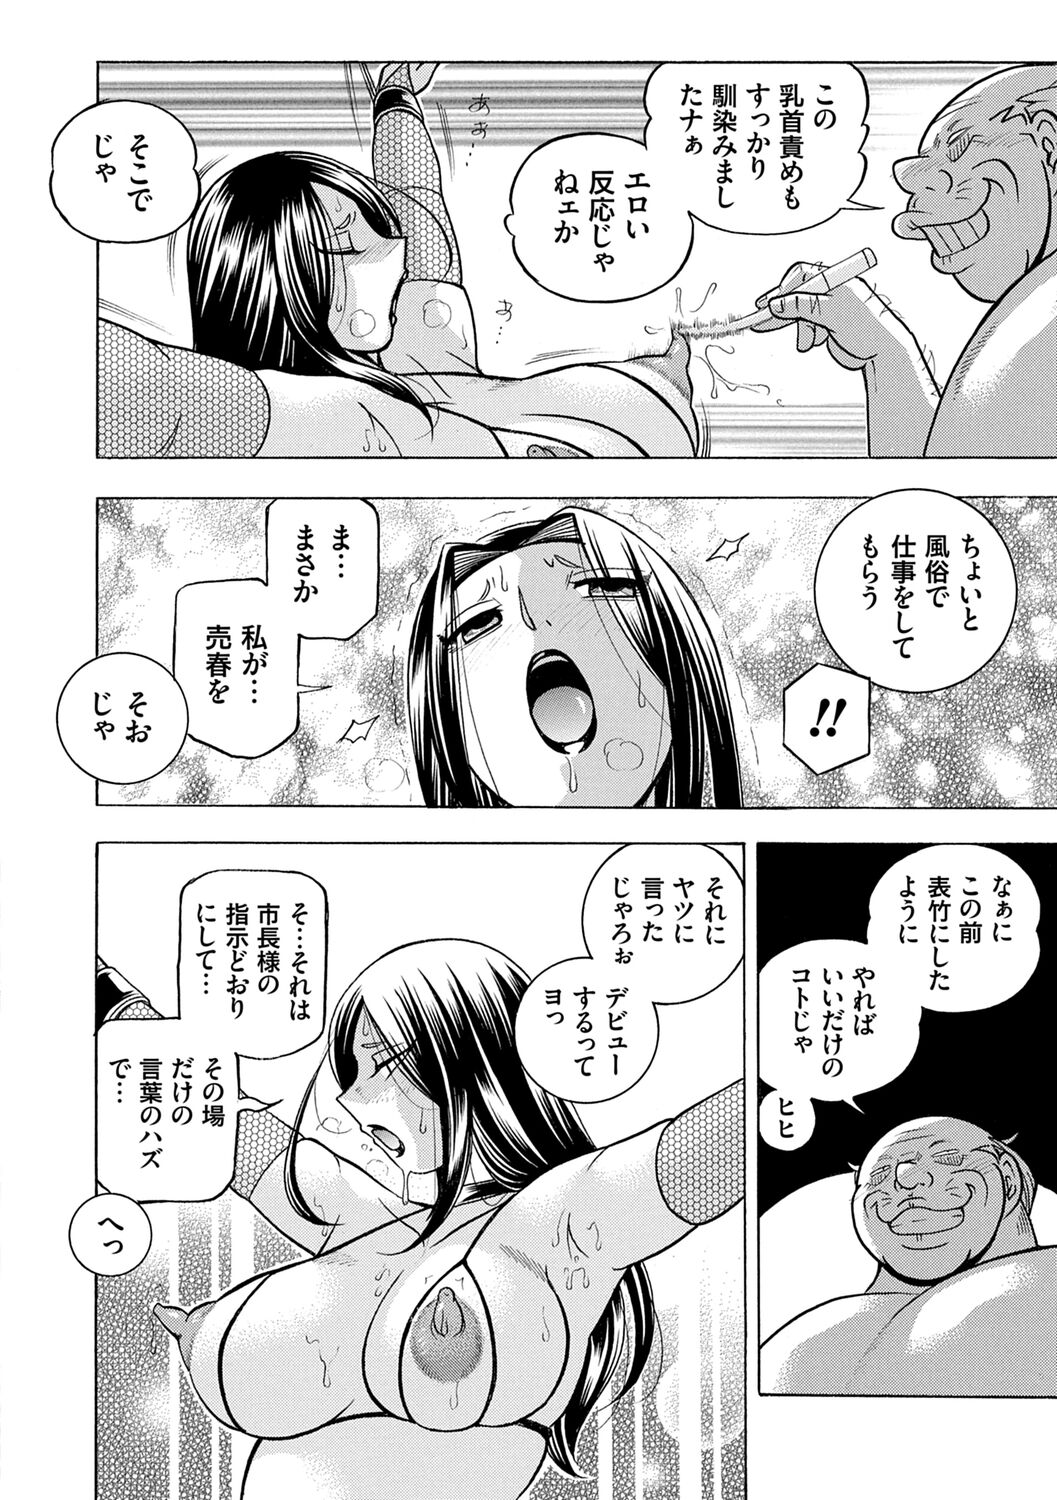 この
乳首責めも
すっかり
馴染みまし
たナぁ
エロい
反応じゃ
ねェか
あぉ…
ぉ…
そこで
じゃ
ちょいと
風俗で
仕事をして
もらう
!!
ま…
まさか
私が…
売春を
そお
じゃ
なぁに
この前
表竹にした
ように
やれば
いいだけの
コトじゃ
ヒヒ
それに
ヤツに
言った
じゃろぉ
デビュー
するって
ヨっ
そ…それは
市長様の
指示どおり
にして…
その場
だけの
言葉のハズ
で…
へっ